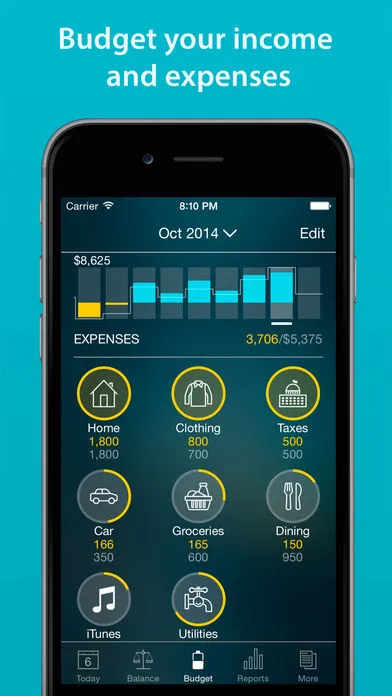 Budget your income
and expenses
Carrier 8:10 PM
Oct 2014 Edit
$8,625
EXPENSES 3,706/$5,375
Home Clothing Taxes
1,800 800 500
1,800 700 500
Car Groceries Dining
166 165 150
350 600 950
iTunes Utilities
6
Today Balance Budget Reports More